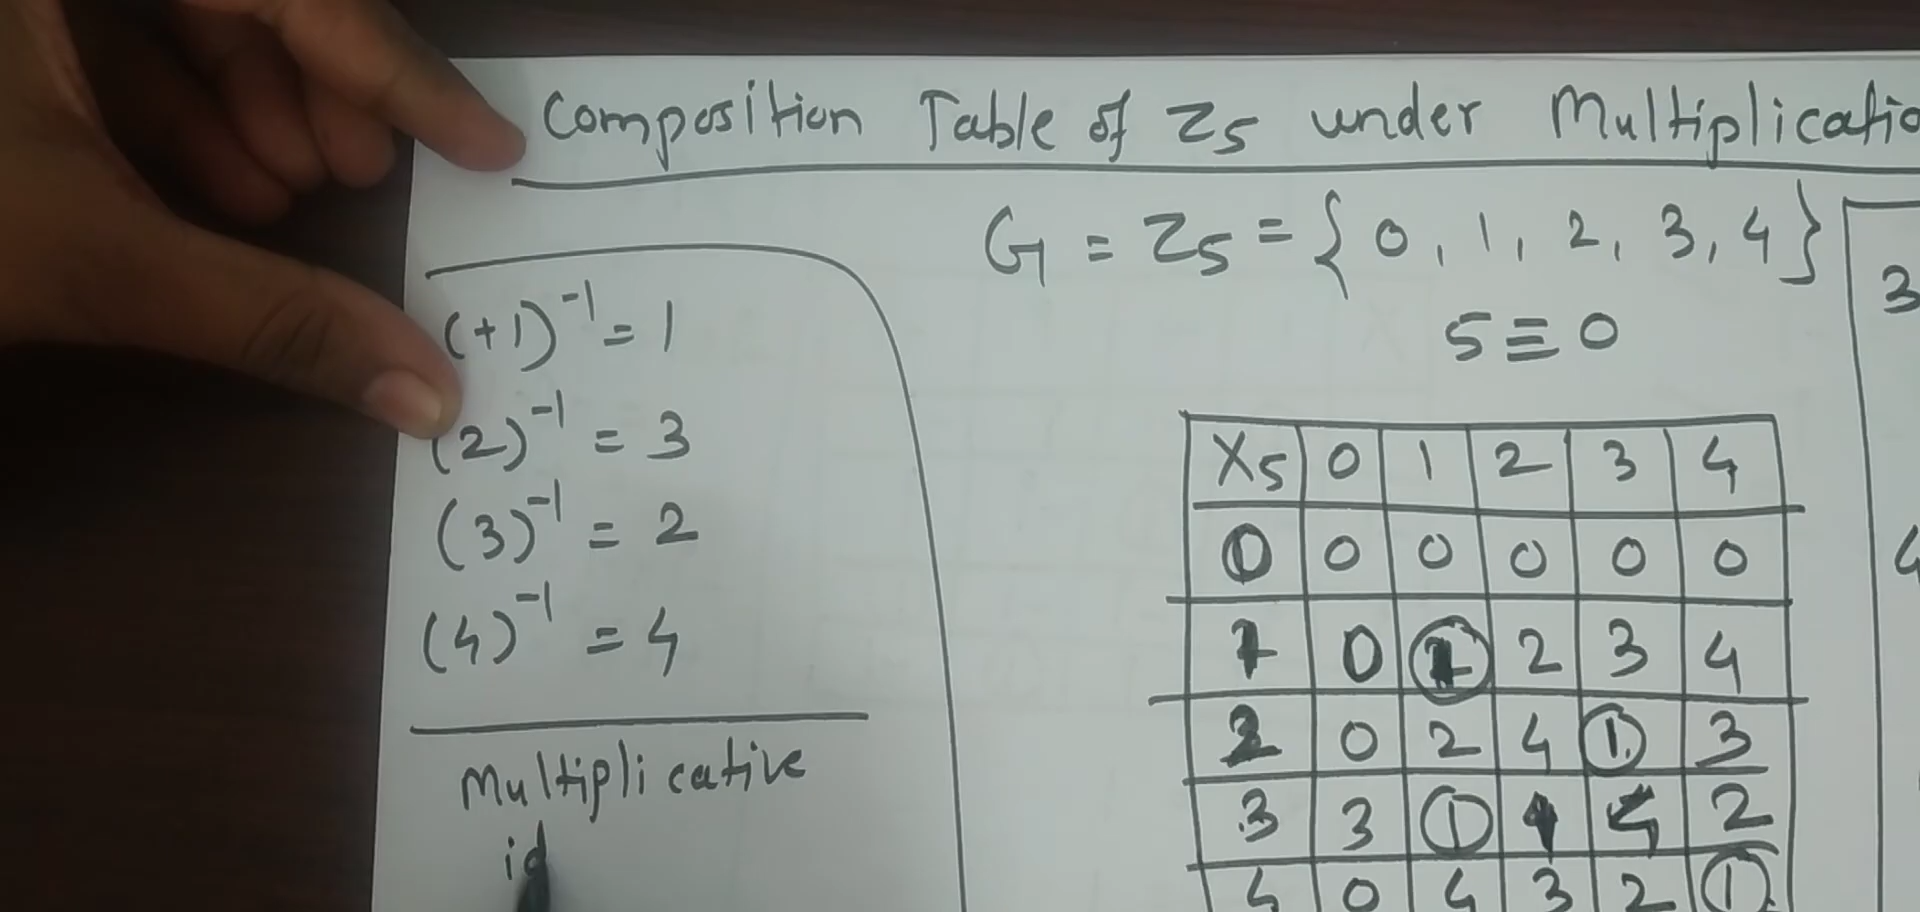 Composition Table of Z5 under Multiplicatio
G = Z5 = { 0, 1, 2, 3, 4 }
5 ≡ 0
(+1)^-1 = 1
(2)^-1 = 3
(3)^-1 = 2
(4)^-1 = 4
Multiplicative
id
X5 0 1 2 3 4
0 0 0 0 0 0
1 0 1 2 3 4
2 0 2 4 1 3
3 3 1 4 2
4 0 4 3 2 1
3
4